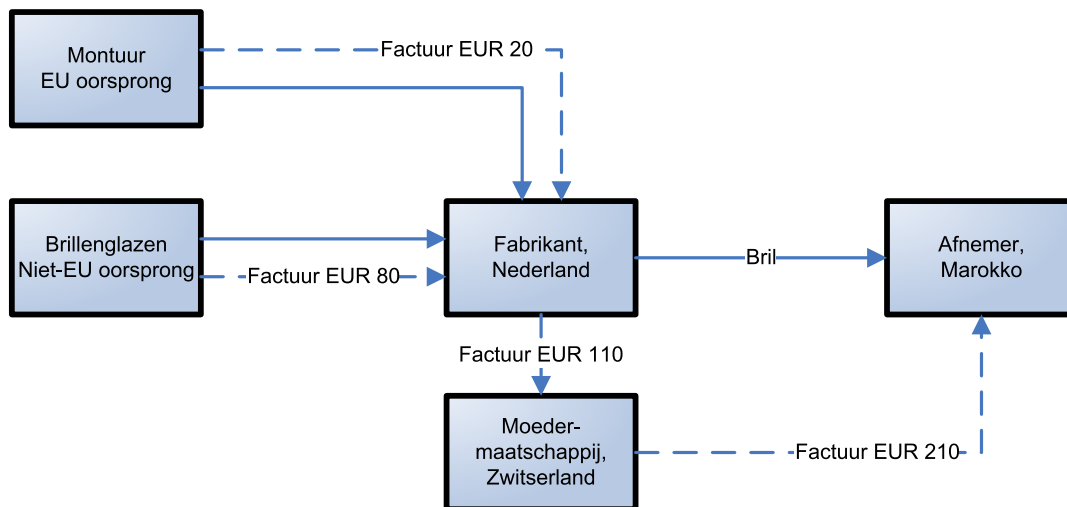 Montuur
EU oorsprong
Factuur EUR 20
Brillenglazen
Niet-EU oorsprong
Factuur EUR 80
Fabrikant,
Nederland
Bril
Afnemer,
Marokko
Factuur EUR 110
Moeder-
maatschappij,
Zwitserland
Factuur EUR 210